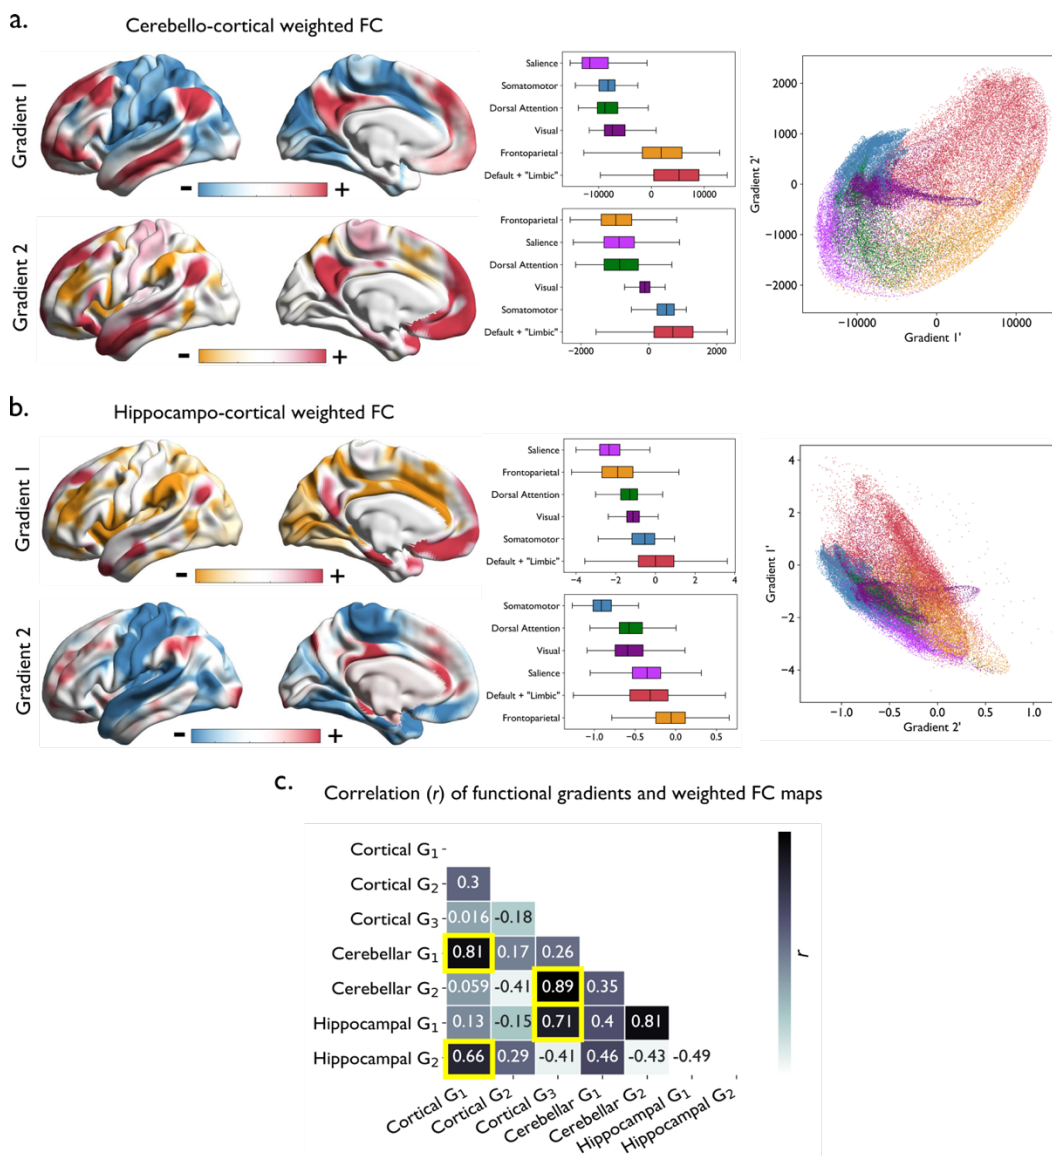 a.
Cerebello-cortical weighted FC
Gradient 1
- +
Salience
Somatomotor
Dorsal Attention
Visual
Frontoparietal
Default + "Limbic"
-10000 0 10000
Gradient 2
- +
Frontoparietal
Salience
Dorsal Attention
Visual
Somatomotor
Default + "Limbic"
-2000 0 2000
Gradient 2'
2000
1000
0
-1000
-2000
-10000 0 10000
Gradient 1'
b.
Hippocampo-cortical weighted FC
Gradient 1
- +
Salience
Frontoparietal
Dorsal Attention
Visual
Somatomotor
Default + "Limbic"
-4 -2 0 2 4
Gradient 2
- +
Somatomotor
Dorsal Attention
Visual
Salience
Default + "Limbic"
Frontoparietal
-1.0 -0.5 0.0 0.5
Gradient 1'
4
2
0
-2
-4
-1.0 -0.5 0.0 0.5 1.0
Gradient 2'
c.
Correlation (r) of functional gradients and weighted FC maps
Cortical G1
Cortical G2 0.3
Cortical G3 0.016 -0.18
Cerebellar G1 0.81 0.17 0.26
Cerebellar G2 0.059 -0.41 0.89 0.35
Hippocampal G1 0.13 -0.15 0.71 0.4 0.81
Hippocampal G2 0.66 0.29 -0.41 0.46 -0.43 -0.49
Cortical G1
Cortical G2
Cortical G3
Cerebellar G1
Cerebellar G2
Hippocampal G1
Hippocampal G2
r